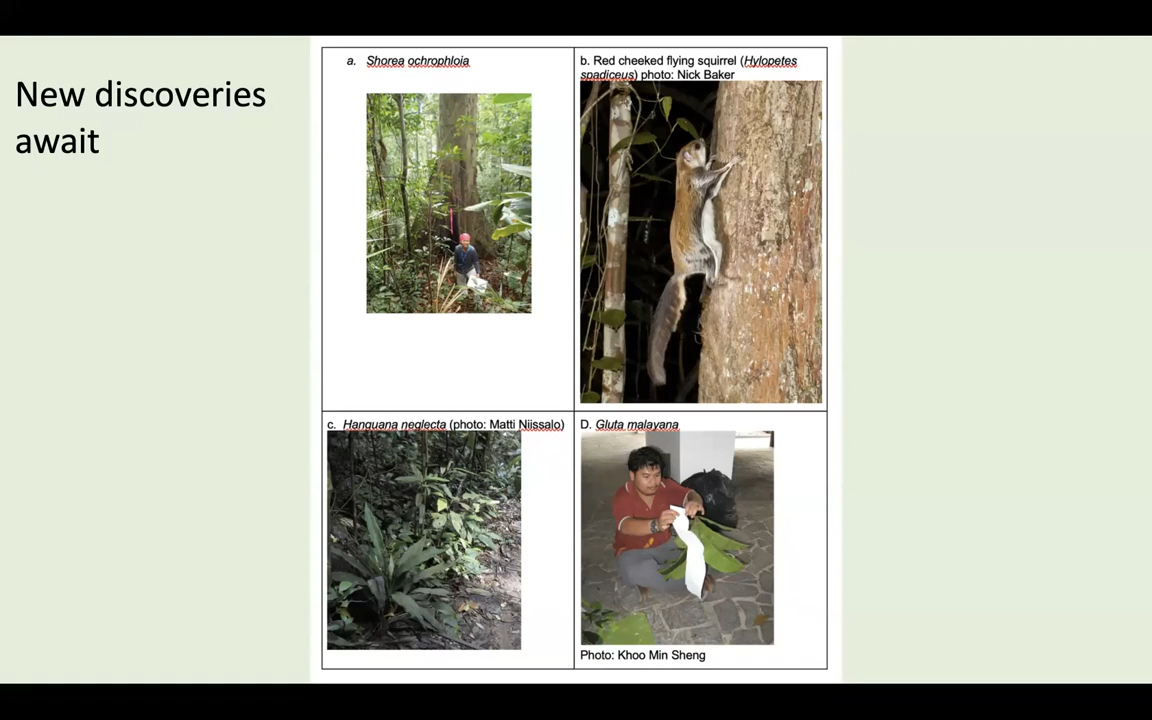 New discoveries
await
a. Shorea ochrophloia
b. Red cheeked flying squirrel (Hylopetes
spadiceus) photo: Nick Baker
c. Hanguana neglecta (photo: Matti Niissalo)
D. Gluta malayana
Photo: Khoo Min Sheng